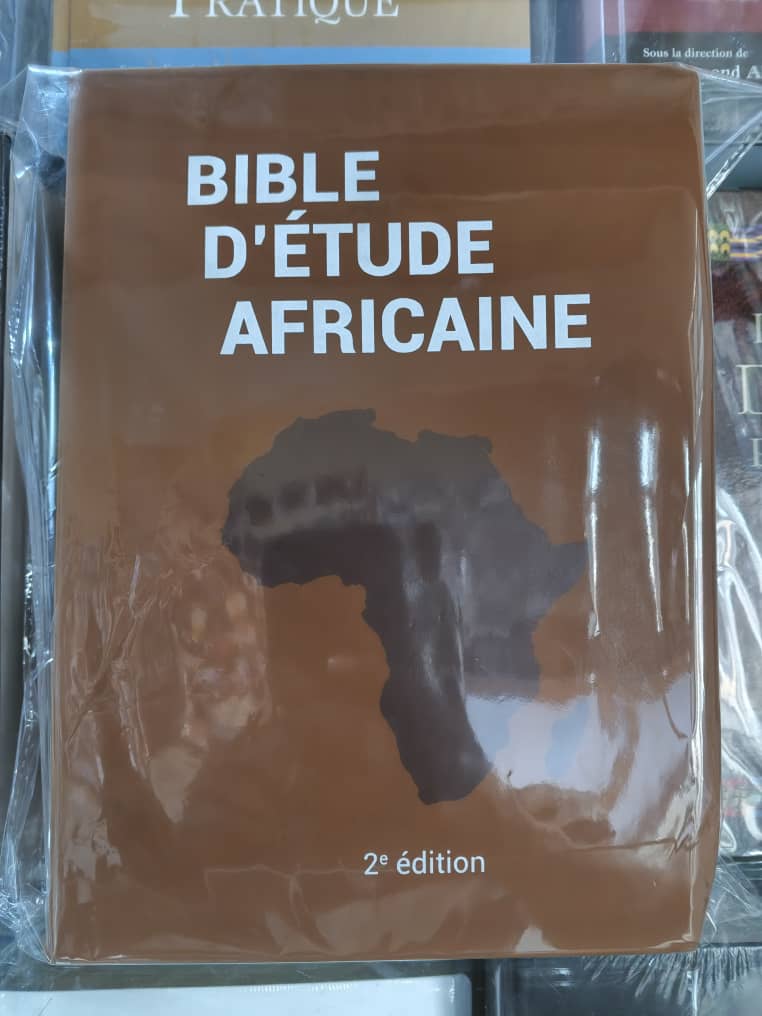 PRATIQUE
Sous la direction de
BIBLE
D'ÉTUDE
AFRICAINE
2ᵉ édition